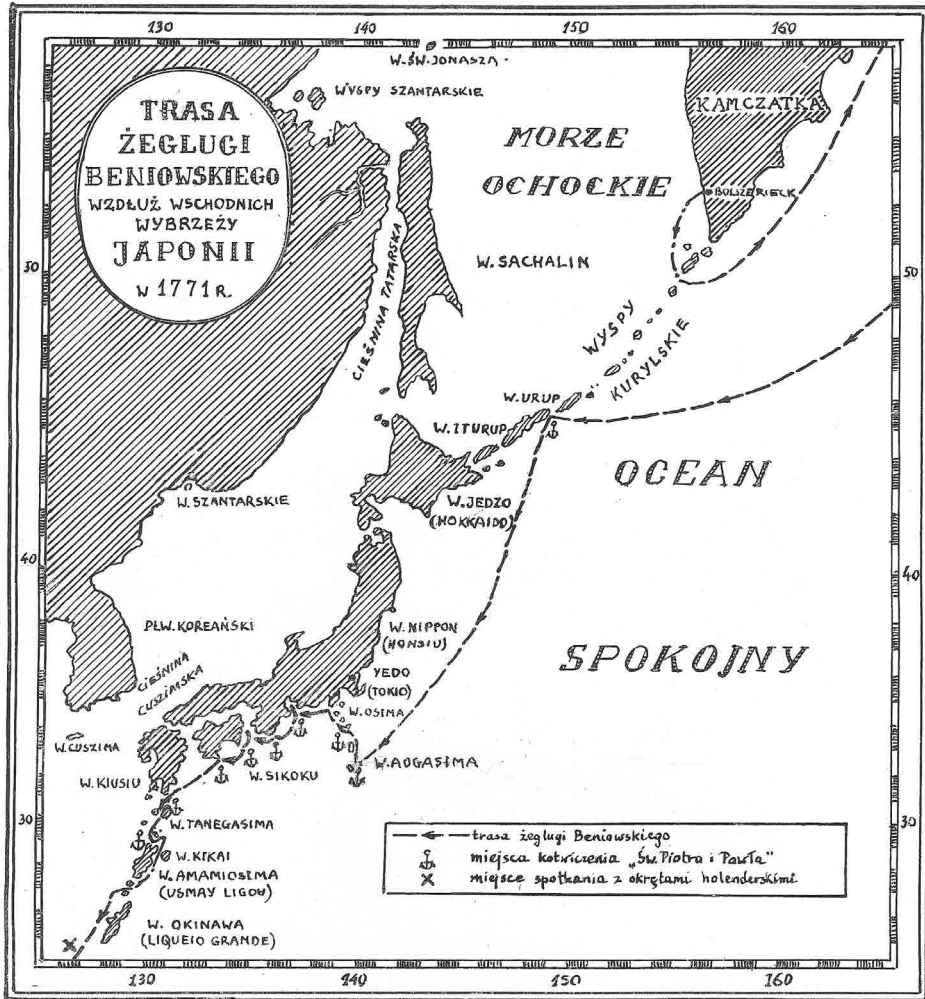 130
140
150
160
TRASA
ŻEGLUGI
BENIOWSKIEGO
WZDŁUŻ WSCHODNICH
WYBRZEŻY
JAPONII
W 1771 R.
W. ŚW. JONASZA
WYSPY SZANTARSKIE
MORZE
OCHOCKIE
KAMCZATKA
BOLSZERIECK
50
50
W. SACHALIN
CIEŚNINA TATARSKA
WYSPY
KURYLSKIE
W. URUP
W. ITURUP
OCEAN
W. SZANTARSKIE
W. JEDZO
(HOKKAIDO)
40
40
PŁW. KOREAŃSKI
W. NIPPON
(HONSIU)
SPOKOJNY
CIEŚNINA
CUSZIMSKA
YEDO
(TOKIO)
W. OSIMA
W. CUSZIMA
W. AOGASIMA
W. KIUSIU
W. SIKOKU
30
30
W. TANEGASIMA
trasa żeglugi Beniowskiego
miejsca kotwiczenia „Św. Piotra i Pawła"
miejsce spotkania z okrętami holenderskimi
W. KIKAI
W. AMAMIOSIMA
(USMAY LIGOW)
W. OKINAWA
(LIQUEIO GRANDE)
130
140
150
160